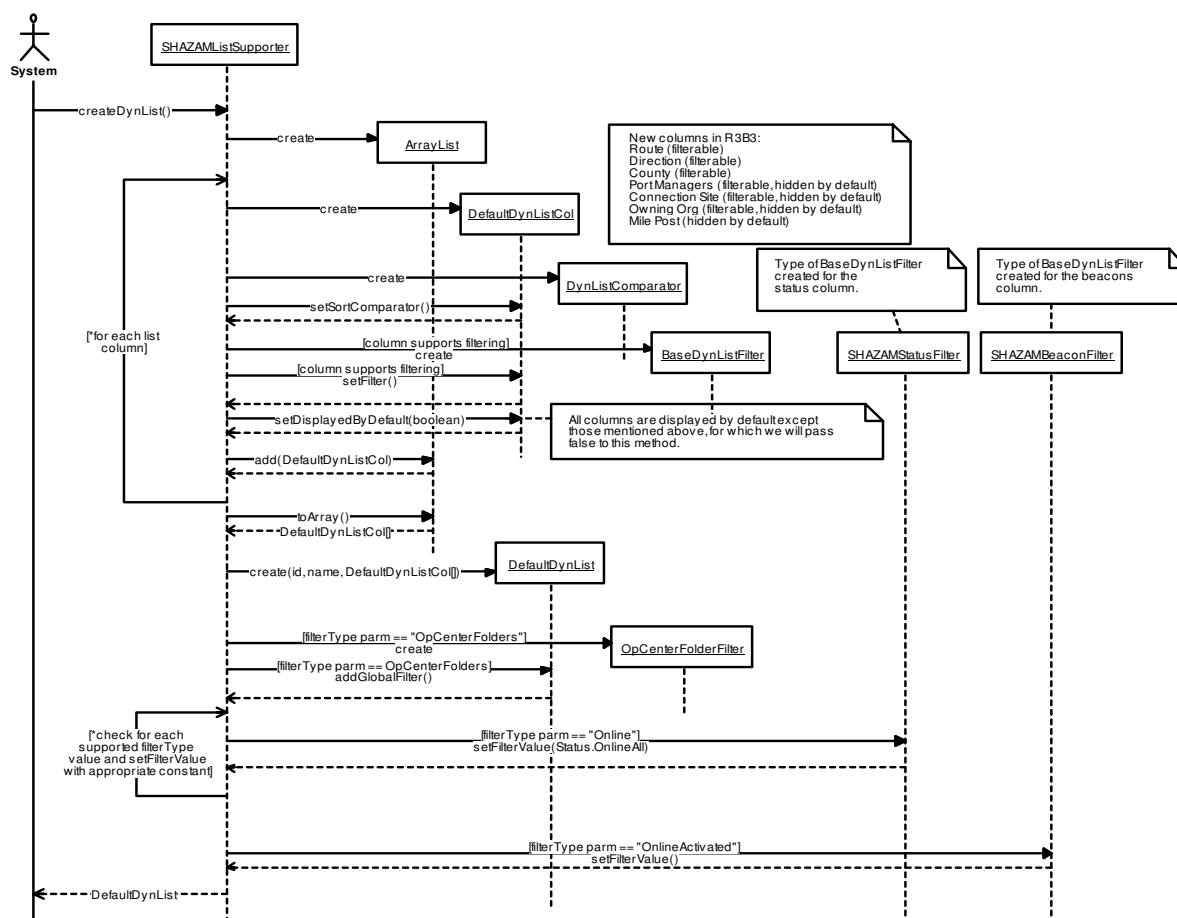 System
SHAZAMListSupporter
createDynList()
create
ArrayList
New columns in R3B3:
Route (filterable)
Direction (filterable)
County (filterable)
Port Managers (filterable, hidden by default)
Connection Site (filterable, hidden by default)
Owning Org (filterable, hidden by default)
Mile Post (hidden by default)
create
DefaultDynListCol
Type of BaseDynListFilter
created for the
status column.
Type of BaseDynListFilter
created for the beacons
column.
create
DynListComparator
setSortComparator()
[*for each list
column]
[column supports filtering]
create
BaseDynListFilter
SHAZAMStatusFilter
SHAZAMBeaconFilter
[column supports filtering]
setFilter()
setDisplayedByDefault(boolean)
All columns are displayed by default except
those mentioned above, for which we will pass
false to this method.
add(DefaultDynListCol)
toArray()
DefaultDynListCol[]
create(id, name, DefaultDynListCol[])
DefaultDynList
[filterType parm == "OpCenterFolders"]
create
OpCenterFolderFilter
[filterType parm == OpCenterFolders]
addGlobalFilter()
[*check for each
supported filterType
value and setFilterValue
with appropriate constant]
[filterType parm == "Online"]
setFilterValue(Status.OnlineAll)
[filterType parm == "OnlineActivated"]
setFilterValue()
DefaultDynList